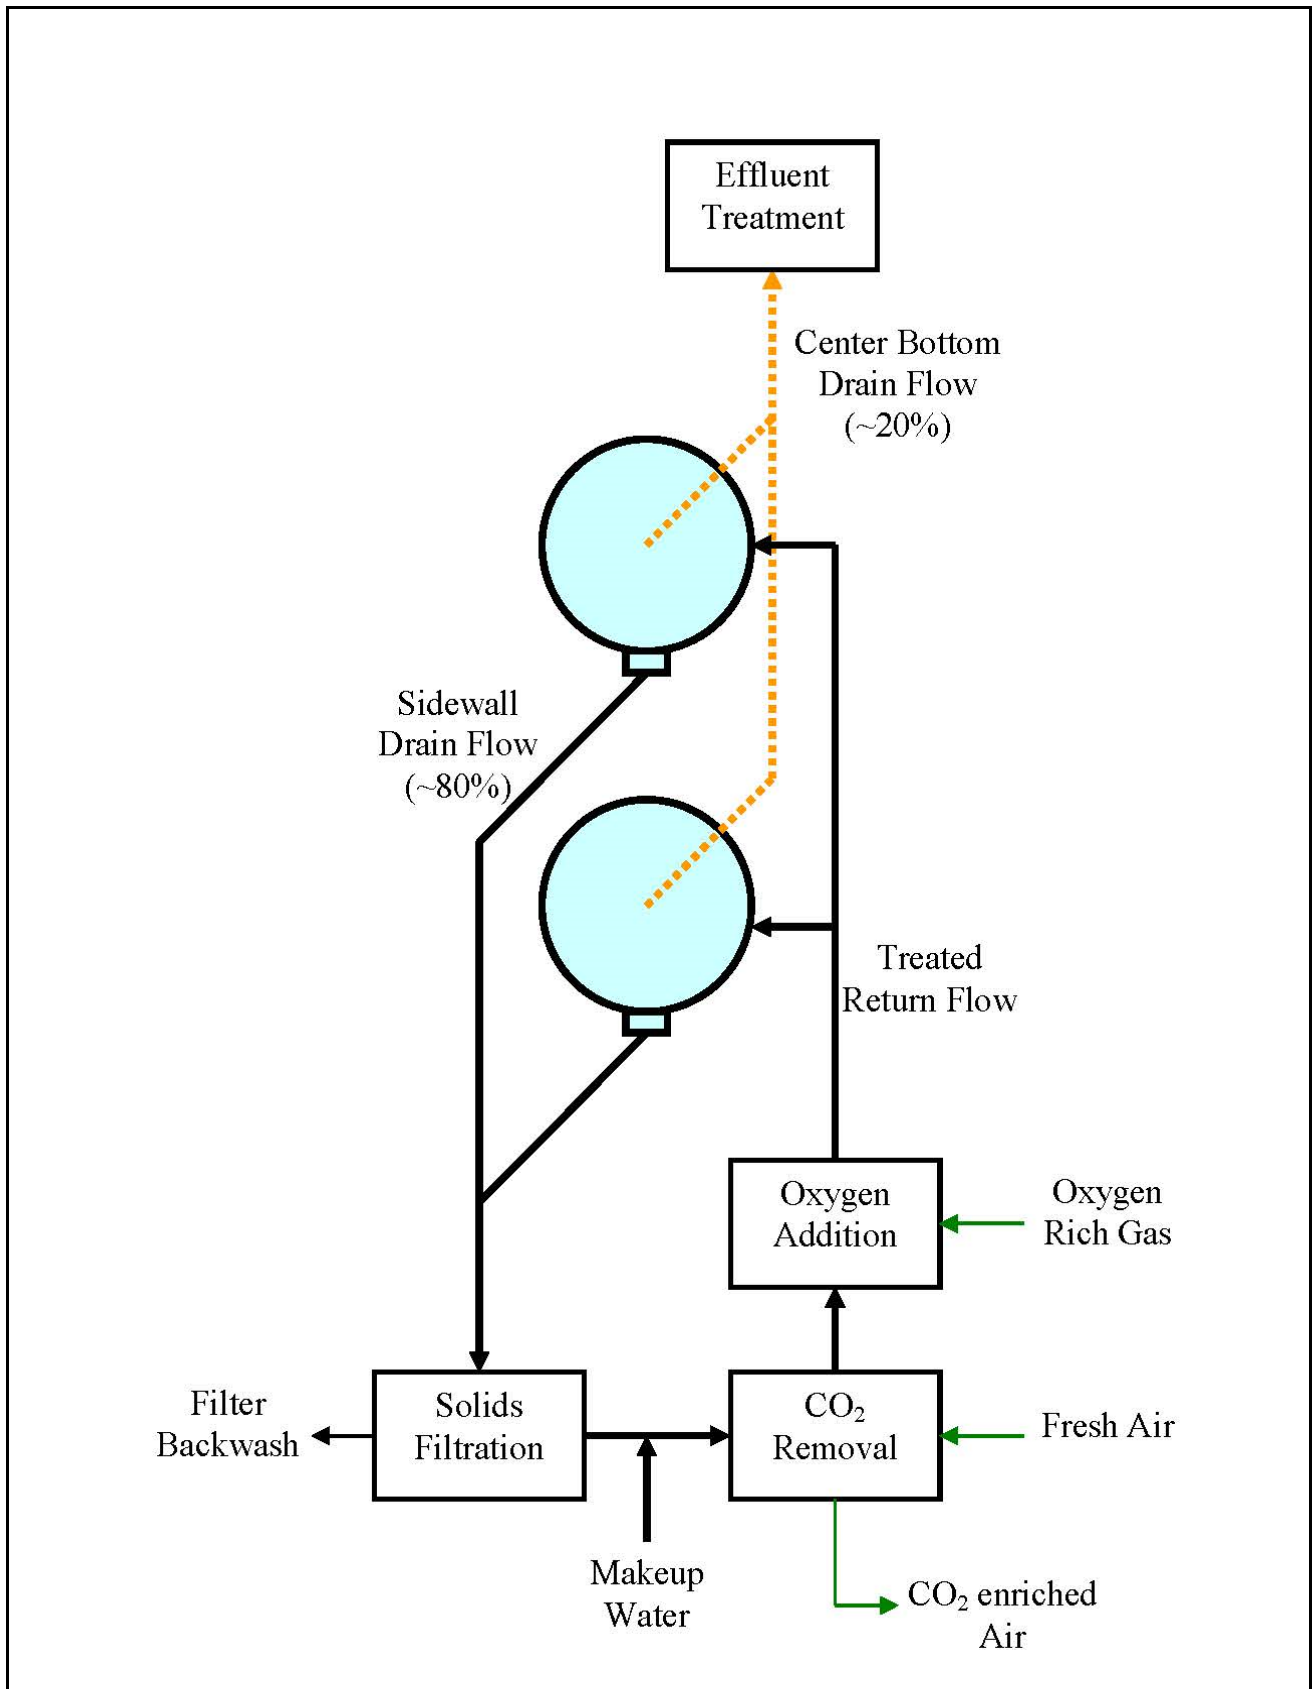 Effluent
Treatment
Center Bottom
Drain Flow
(~20%)
Sidewall
Drain Flow
(~80%)
Treated
Return Flow
Oxygen
Addition
Oxygen
Rich Gas
Filter
Backwash
Solids
Filtration
CO₂
Removal
Fresh Air
Makeup
Water
CO₂ enriched
Air